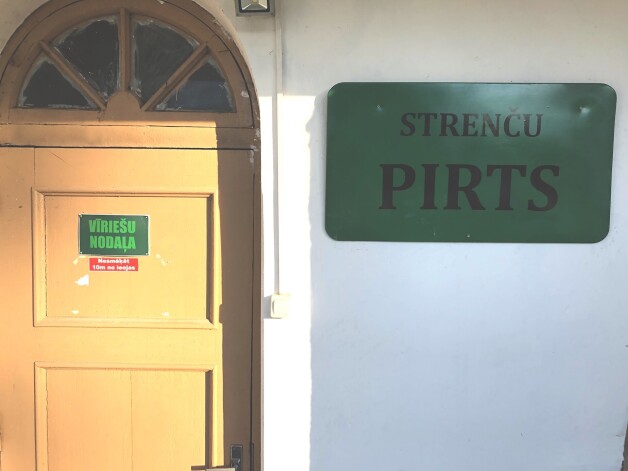 STRENČU
PIRTS
VĪRIEŠU
NODAĻA
Nesmēķēt
10m no ieejas